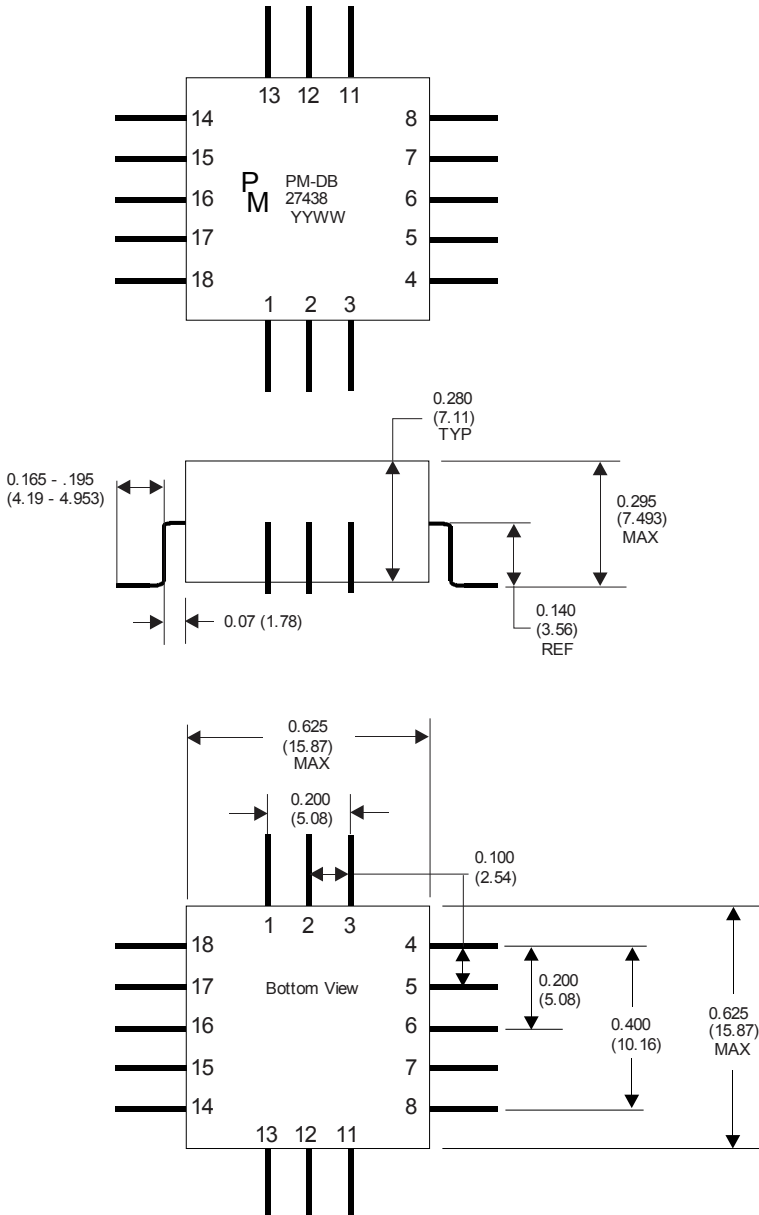 13 12 11
14 8
15 7
P M PM-DB
16 27438 6
YYWW
17 5
18 4
1 2 3
0.280
(7.11)
TYP
0.165 - .195
(4.19 - 4.953)
0.295
(7.493)
MAX
0.07 (1.78)
0.140
(3.56)
REF
0.625
(15.87)
MAX
0.200
(5.08)
0.100
(2.54)
1 2 3
18 4
17 Bottom View 5
0.200
(5.08)
16 6
0.400
(10.16)
0.625
(15.87)
MAX
15 7
14 8
13 12 11